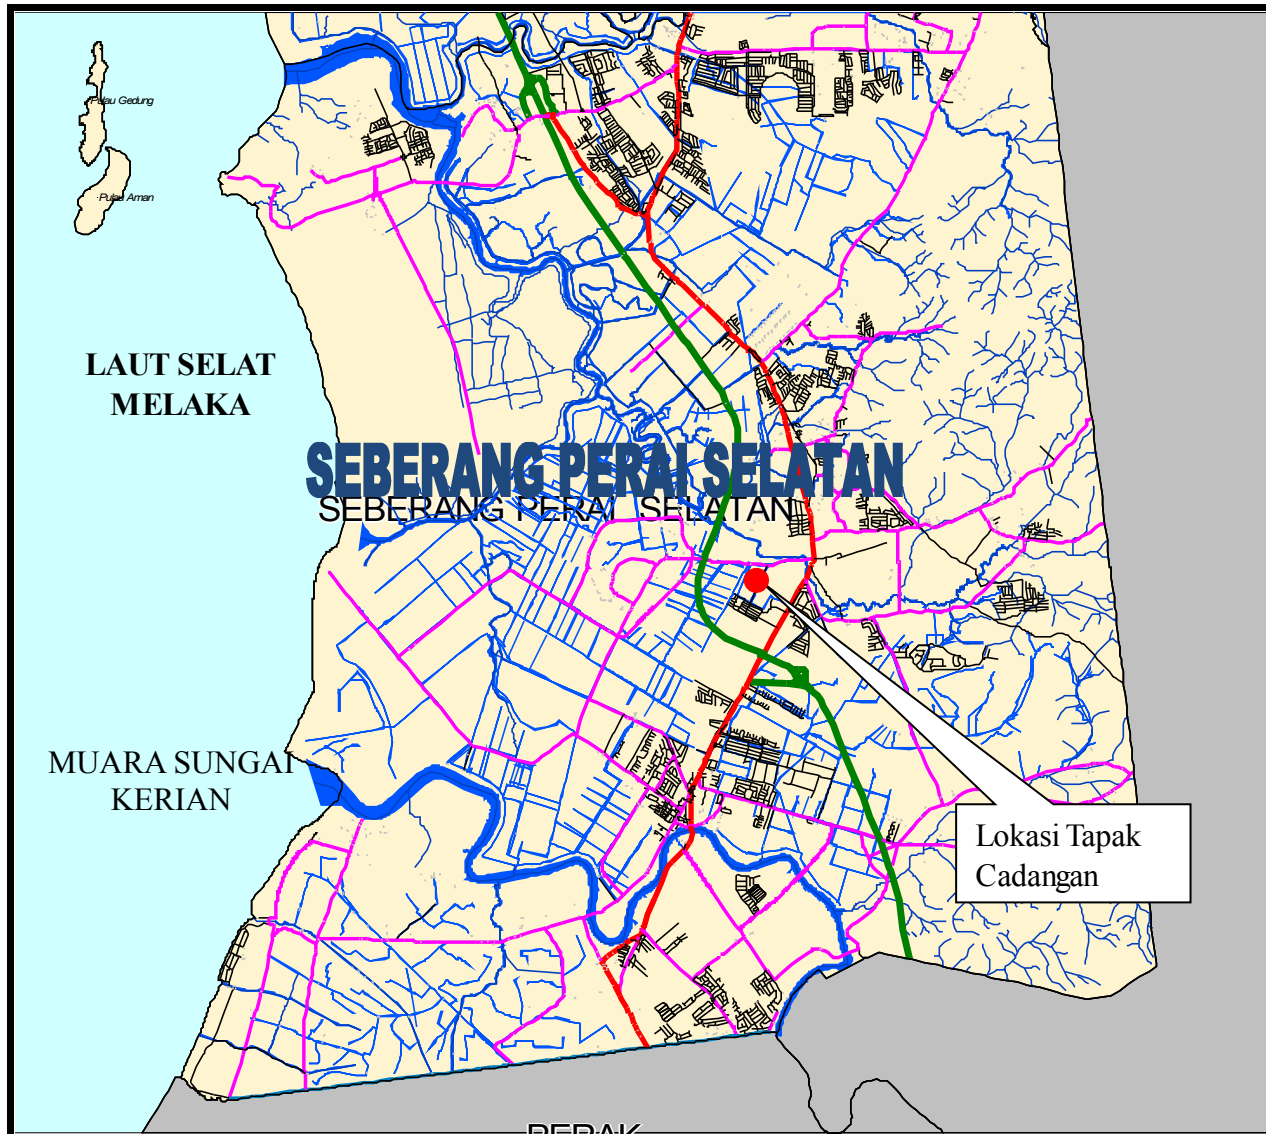 Pulau Gedung
Pulau Aman
LAUT SELAT
MELAKA
SEBERANG PERAI SELATAN
SEBERANG PERAI SELATAN
MUARA SUNGAI
KERIAN
Lokasi Tapak
Cadangan
PERAK